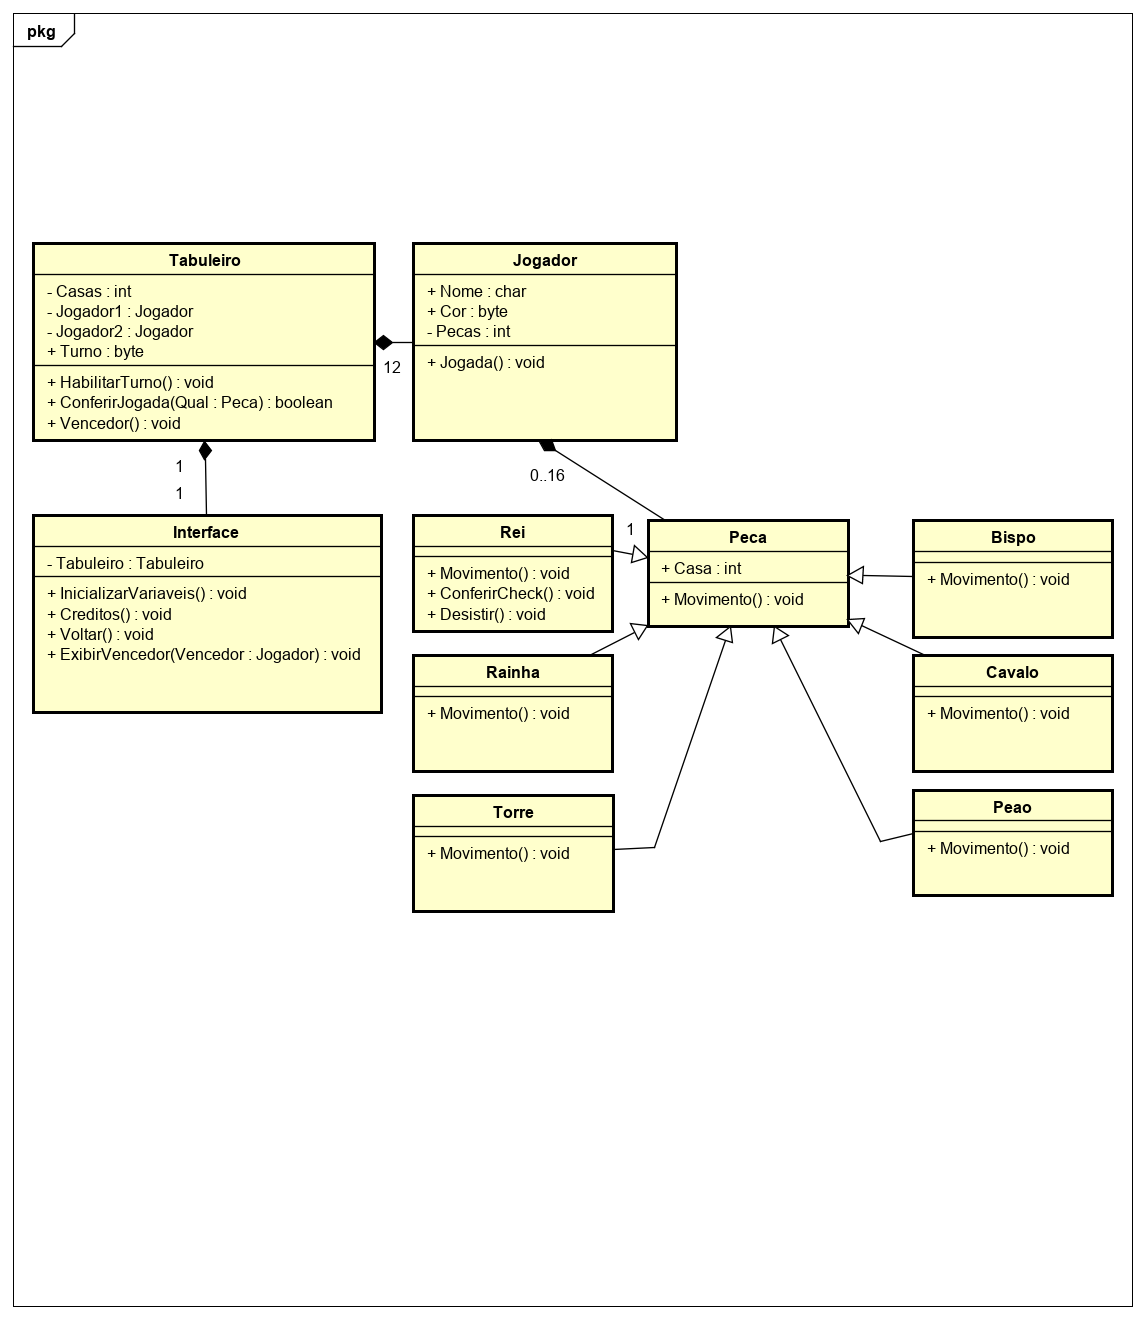 pkg
Tabuleiro
- Casas : int
- Jogador1 : Jogador
- Jogador2 : Jogador
+ Turno : byte
+ HabilitarTurno() : void
+ ConferirJogada(Qual : Peca) : boolean
+ Vencedor() : void
12
Jogador
+ Nome : char
+ Cor : byte
- Pecas : int
+ Jogada() : void
1
1
0..16
1
Interface
- Tabuleiro : Tabuleiro
+ InicializarVariaveis() : void
+ Creditos() : void
+ Voltar() : void
+ ExibirVencedor(Vencedor : Jogador) : void
Rei
+ Movimento() : void
+ ConferirCheck() : void
+ Desistir() : void
Peca
+ Casa : int
+ Movimento() : void
Bispo
+ Movimento() : void
Rainha
+ Movimento() : void
Cavalo
+ Movimento() : void
Torre
+ Movimento() : void
Peao
+ Movimento() : void